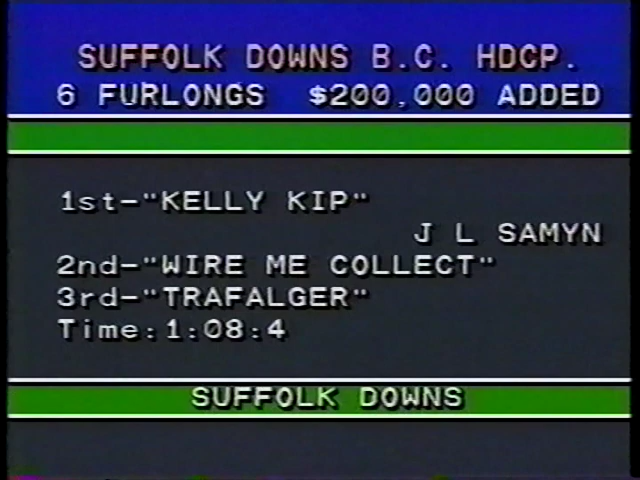 SUFFOLK DOWNS B.C. HDCP.
6 FURLONGS $200,000 ADDED
1st-"KELLY KIP"
J L SAMYN
2nd-"WIRE ME COLLECT"
3rd-"TRAFALGER"
Time:1:08:4
SUFFOLK DOWNS